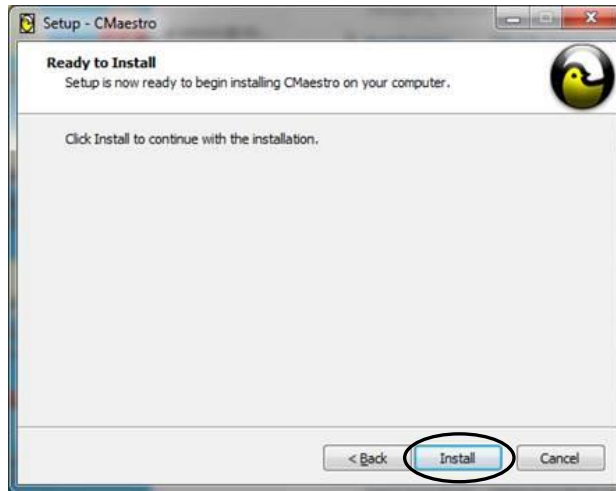 Setup - CMaestro
Ready to Install
Setup is now ready to begin installing CMaestro on your computer.
Click Install to continue with the installation.
< Back Install Cancel